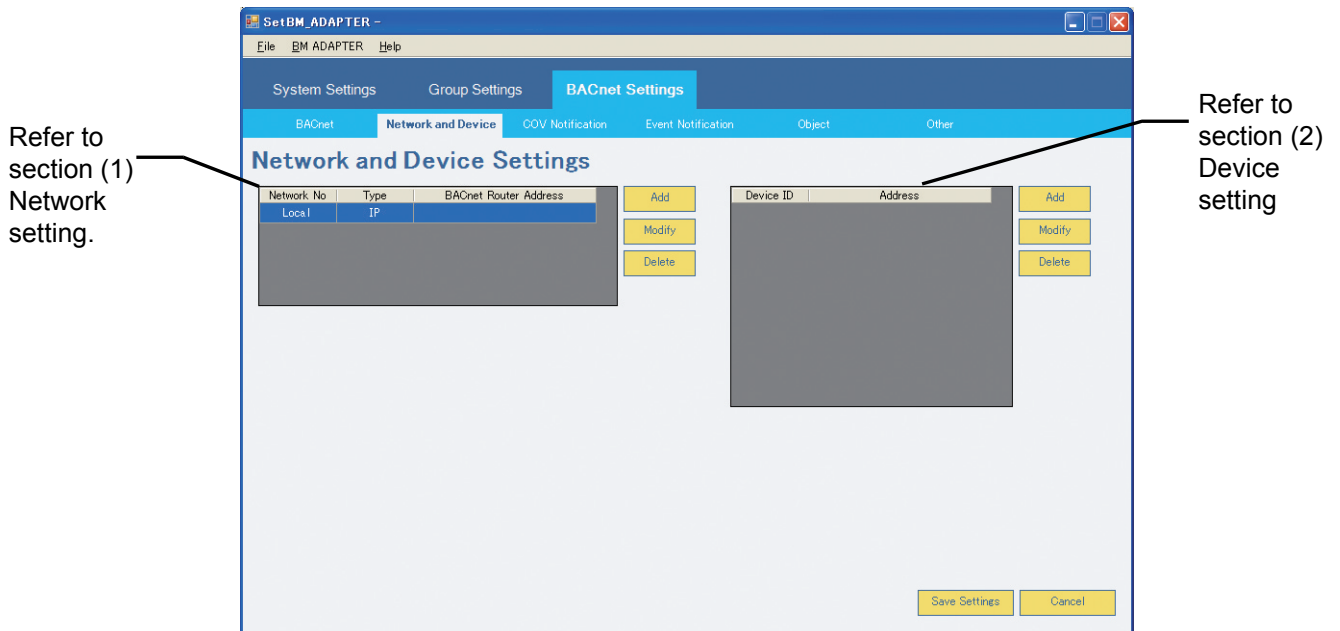 SetBM_ADAPTER -
File BM ADAPTER Help
System Settings Group Settings BACnet Settings
BACnet Network and Device COV Notification Event Notification Object Other
Refer to
section (1)
Network
setting.
Network and Device Settings
Network No Type BACnet Router Address
Local IP
Add
Modify
Delete
Device ID Address
Add
Modify
Delete
Refer to
section (2)
Device
setting
Save Settings Cancel